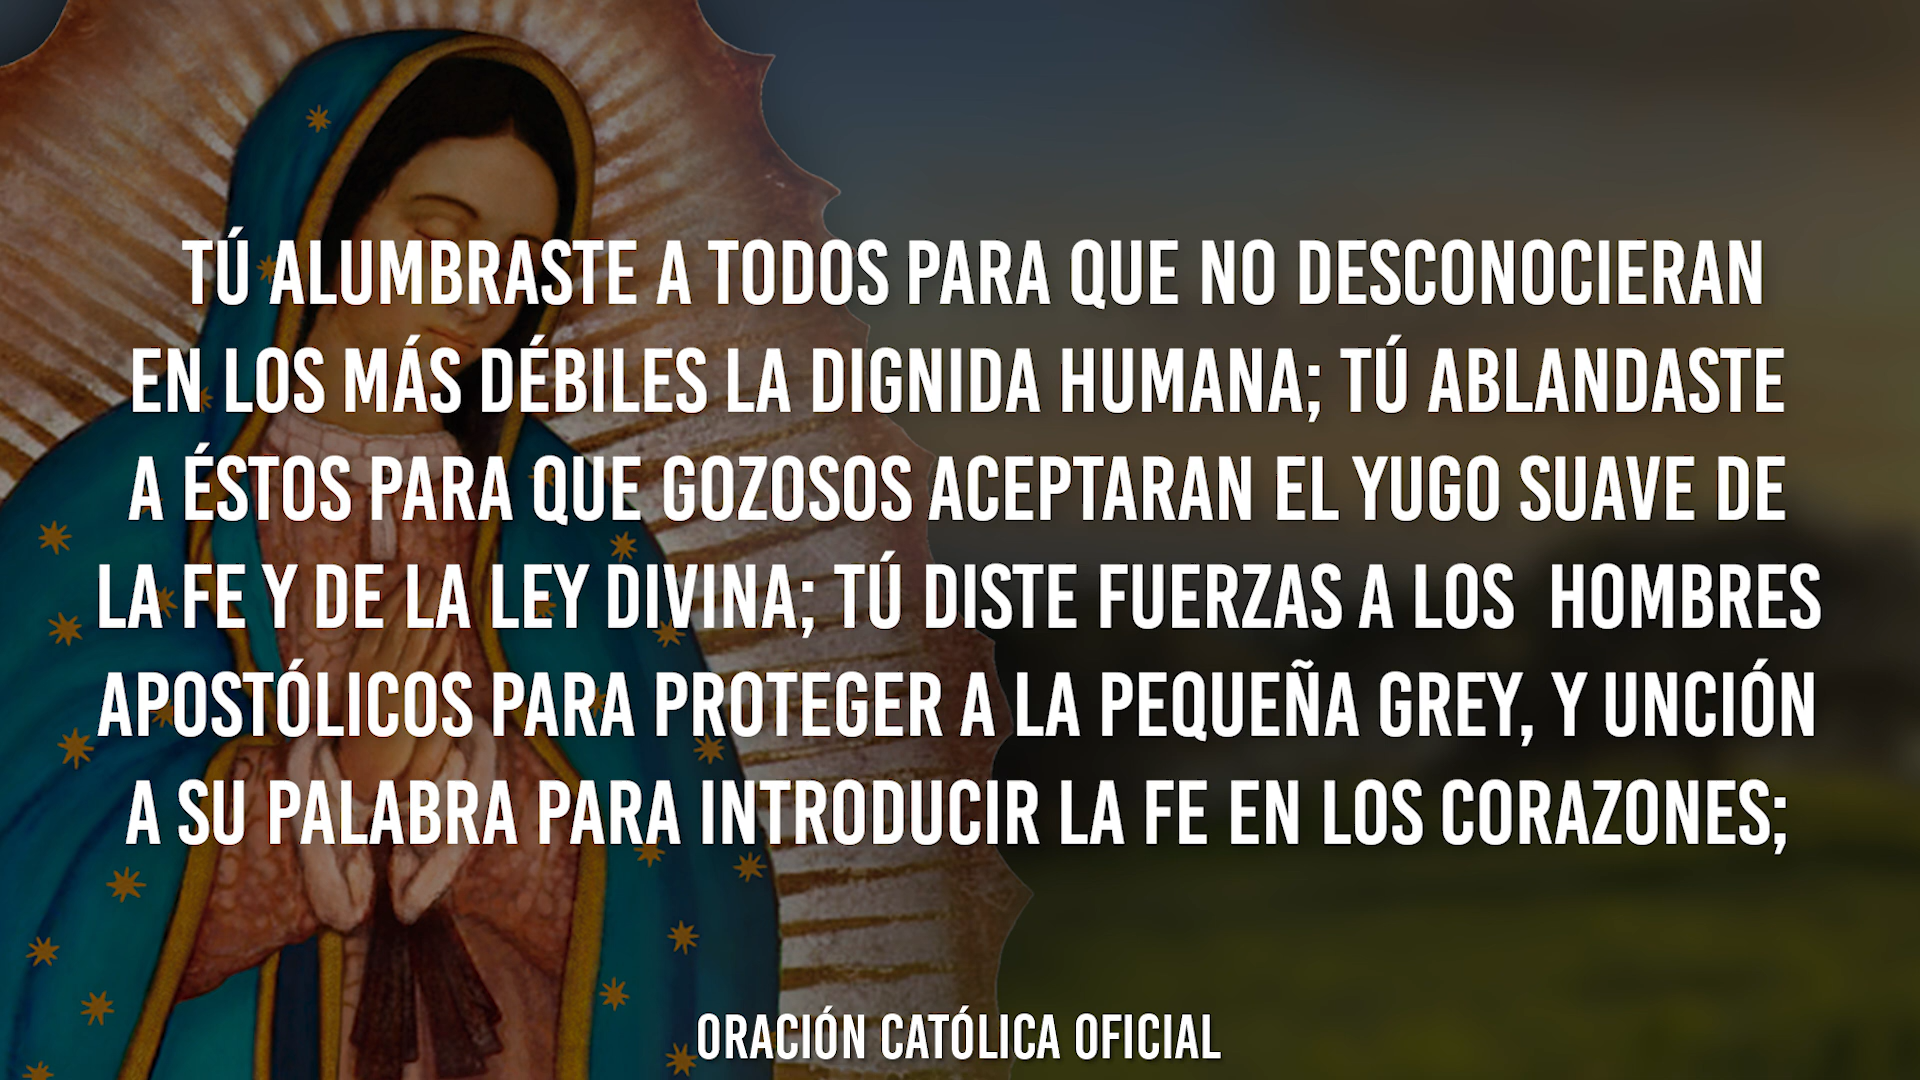 TÚ ALUMBRASTE A TODOS PARA QUE NO DESCONOCIERAN
EN LOS MÁS DÉBILES LA DIGNIDA HUMANA; TÚ ABLANDASTE
A ÉSTOS PARA QUE GOZOSOS ACEPTARAN EL YUGO SUAVE DE
LA FE Y DE LA LEY DIVINA; TÚ DISTE FUERZAS A LOS  HOMBRES
APOSTÓLICOS PARA PROTEGER A LA PEQUEÑA GREY, Y UNCIÓN
A SU PALABRA PARA INTRODUCIR LA FE EN LOS CORAZONES;
ORACIÓN CATÓLICA OFICIAL